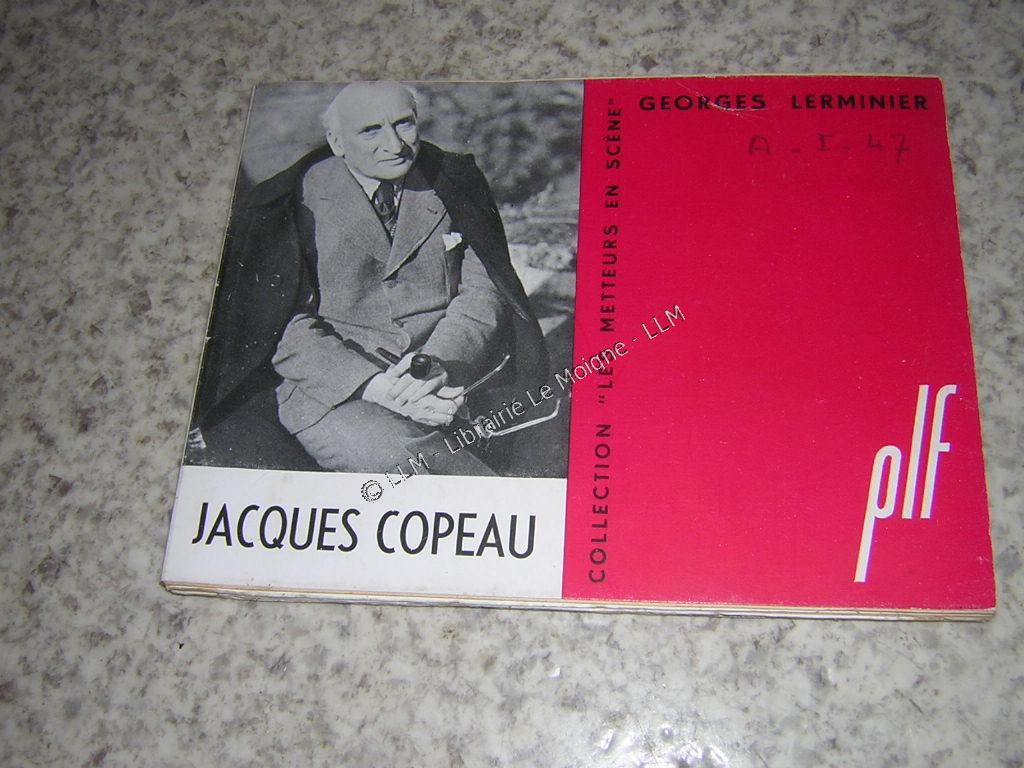 GEORGES LERMINIER
A - I - 47
COLLECTION "LES METTEURS EN SCÈNE"
plf
JACQUES COPEAU
© LLM - Librairie Le Moigne - LLM